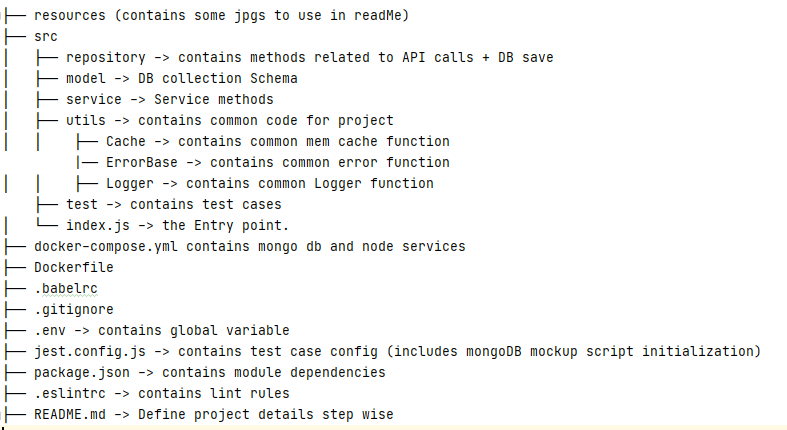 ├── resources (contains some jpgs to use in readMe)
├── src
│   ├── repository -> contains methods related to API calls + DB save
│   ├── model -> DB collection Schema
│   ├── service -> Service methods
│   ├── utils -> contains common code for project
│   │    ├── Cache -> contains common mem cache function
         |── ErrorBase -> contains common error function
│   │    ├── Logger -> contains common Logger function
    ├── test -> contains test cases
│   └── index.js -> the Entry point.
├── docker-compose.yml contains mongo db and node services
├── Dockerfile
├── .babelrc
├── .gitignore
├── .env -> contains global variable
├── jest.config.js -> contains test case config (includes mongoDB mockup script initialization)
├── package.json -> contains module dependencies
├── .eslintrc -> contains lint rules
├── README.md -> Define project details step wise